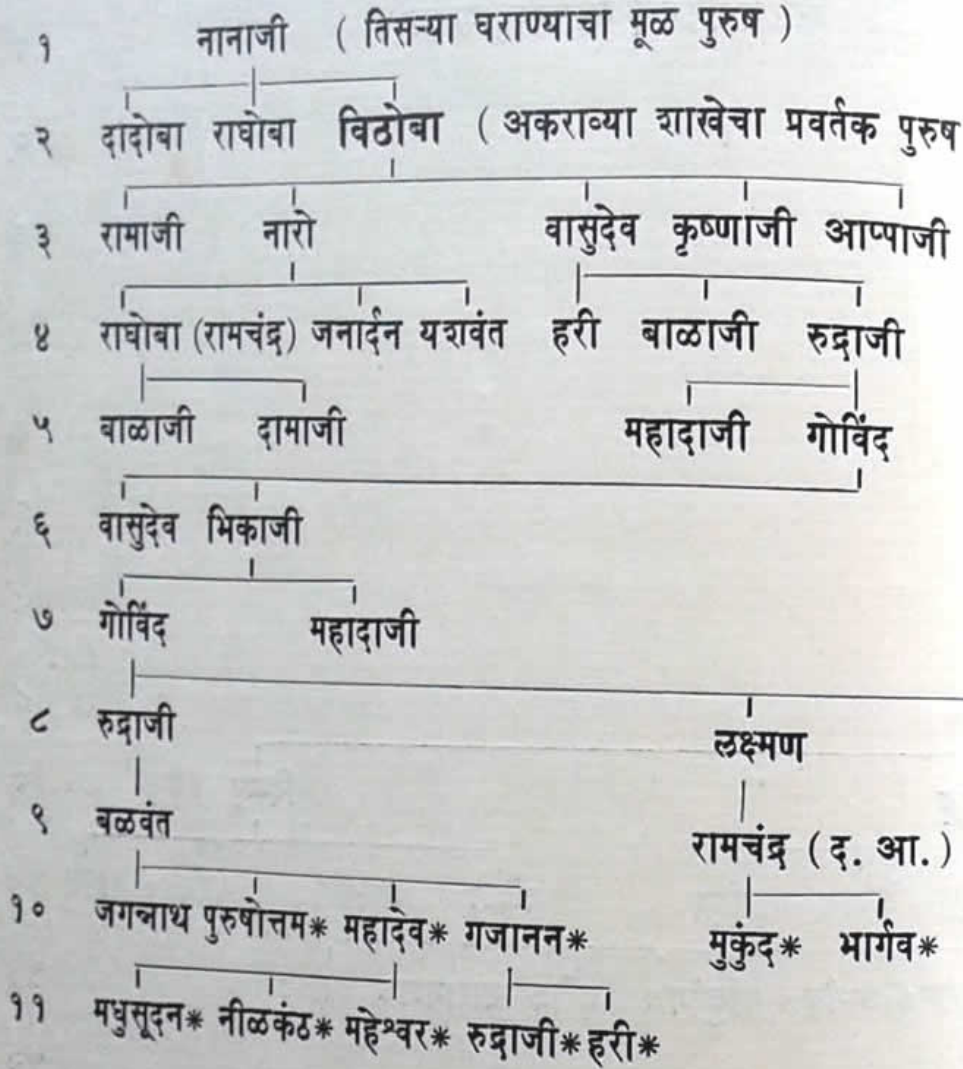 १ नानाजी ( तिसऱ्या घराण्याचा मूळ पुरुष )
२ दादोबा राघोबा विठोबा ( अकराव्या शाखेचा प्रवर्तक पुरुष
३ रामाजी नारो वासुदेव कृष्णाजी आप्पाजी
४ राघोबा (रामचंद्र) जनार्दन यशवंत हरी बाळाजी रुद्राजी
५ बाळाजी दामाजी महादाजी गोविंद
६ वासुदेव भिकाजी
७ गोविंद महादाजी
८ रुद्राजी लक्ष्मण
९ बळवंत रामचंद्र ( द. आ. )
१० जगन्नाथ पुरुषोत्तम* महादेव* गजानन* मुकुंद* भार्गव*
११ मधुसूदन* नीळकंठ* महेश्वर* रुद्राजी* हरी*